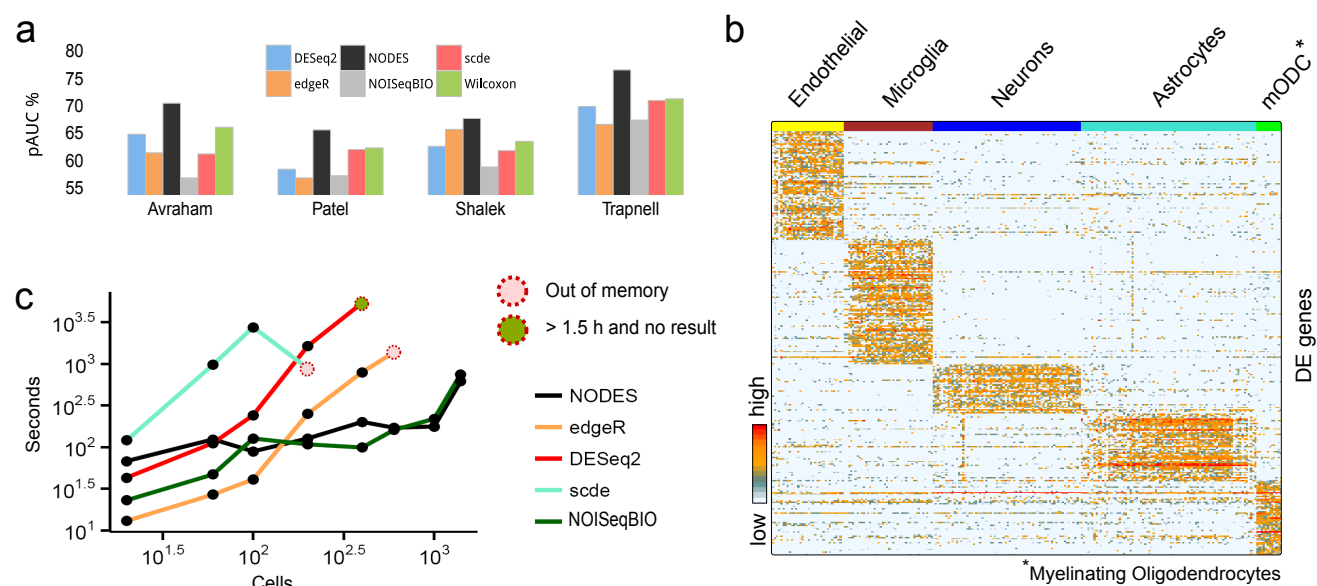 a
80
75
70
65
60
55
pAUC %
DESeq2
NODES
scde
edgeR
NOISeqBIO
Wilcoxon
Avraham
Patel
Shalek
Trapnell
b
Endothelial
Microglia
Neurons
Astrocytes
mODC *
DE genes
high
low
*Myelinating Oligodendrocytes
c
Out of memory
> 1.5 h and no result
10^3.5
10^3
10^2.5
10^2
10^1.5
10^1
Seconds
NODES
edgeR
DESeq2
scde
NOISeqBIO
10^1.5
10^2
10^2.5
10^3
Cells